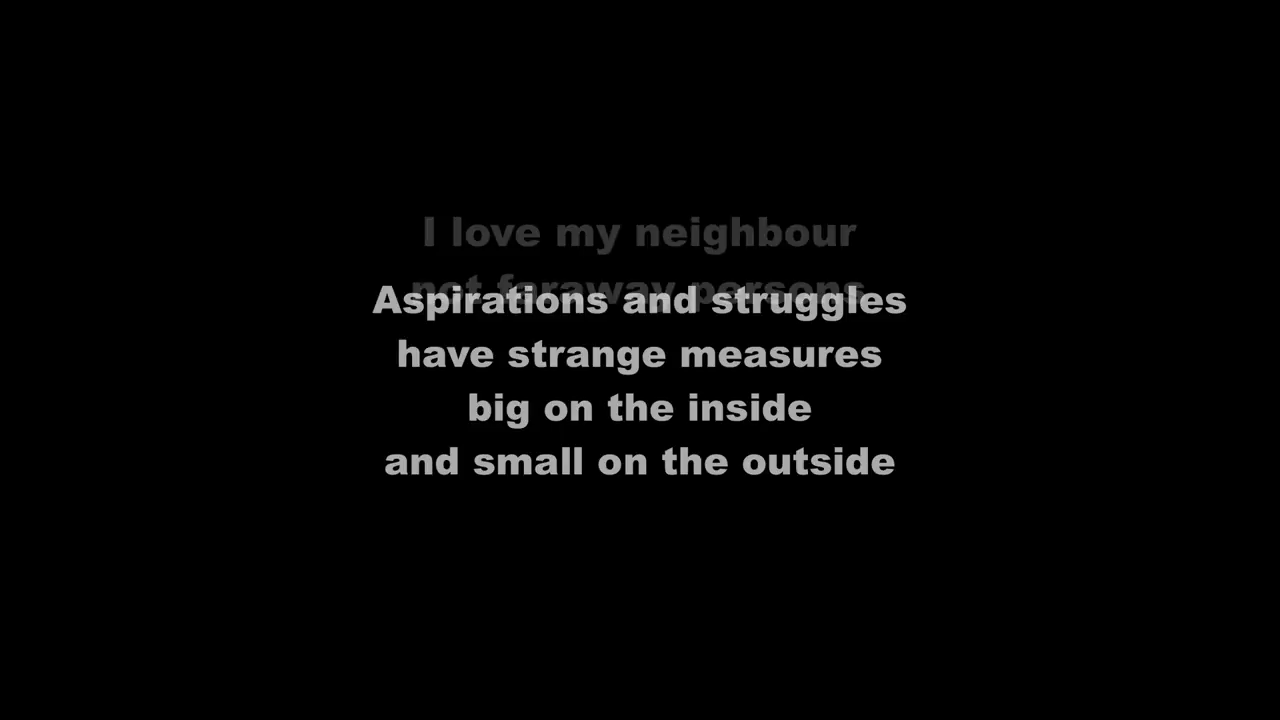 I love my neighbour
not faraway persons
Aspirations and struggles
have strange measures
big on the inside
and small on the outside